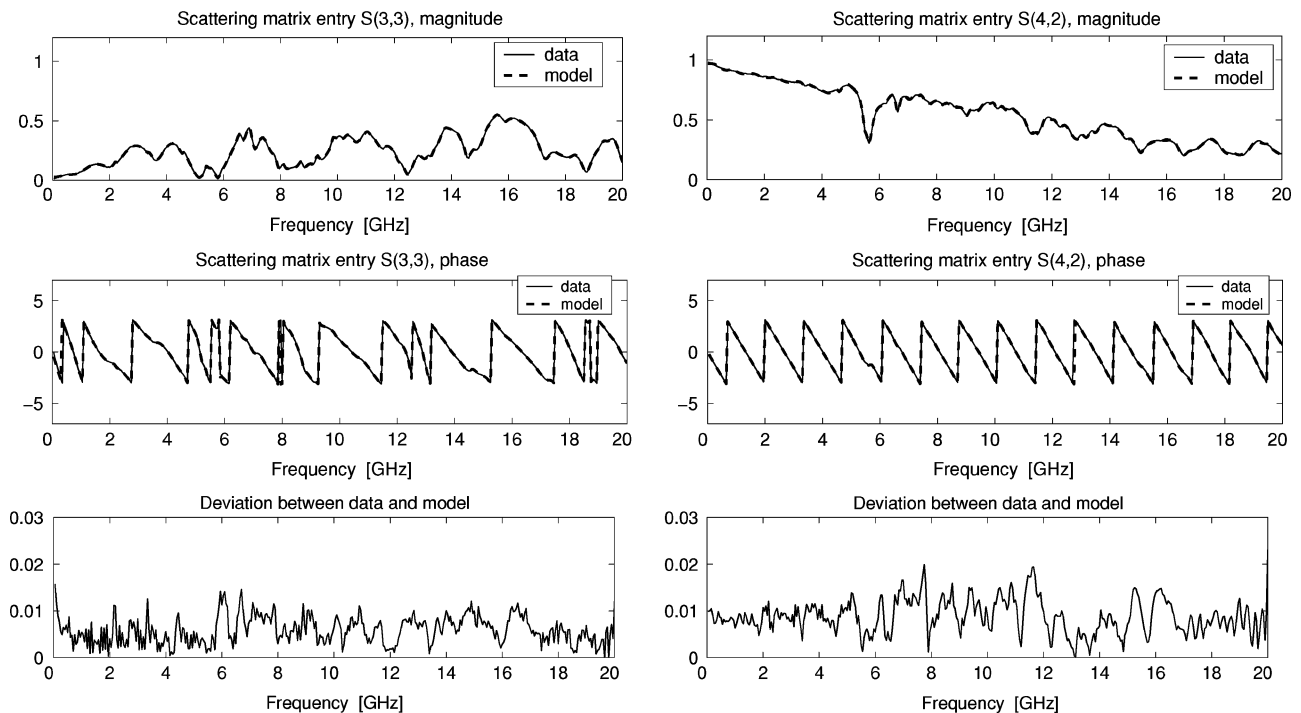 Scattering matrix entry S(3,3), magnitude
1
0.5
0
data
model
0 2 4 6 8 10 12 14 16 18 20
Frequency [GHz]
Scattering matrix entry S(4,2), magnitude
1
0.5
0
data
model
0 2 4 6 8 10 12 14 16 18 20
Frequency [GHz]
Scattering matrix entry S(3,3), phase
5
0
−5
data
model
0 2 4 6 8 10 12 14 16 18 20
Frequency [GHz]
Scattering matrix entry S(4,2), phase
5
0
−5
data
model
0 2 4 6 8 10 12 14 16 18 20
Frequency [GHz]
Deviation between data and model
0.03
0.02
0.01
0
0 2 4 6 8 10 12 14 16 18 20
Frequency [GHz]
Deviation between data and model
0.03
0.02
0.01
0
0 2 4 6 8 10 12 14 16 18 20
Frequency [GHz]